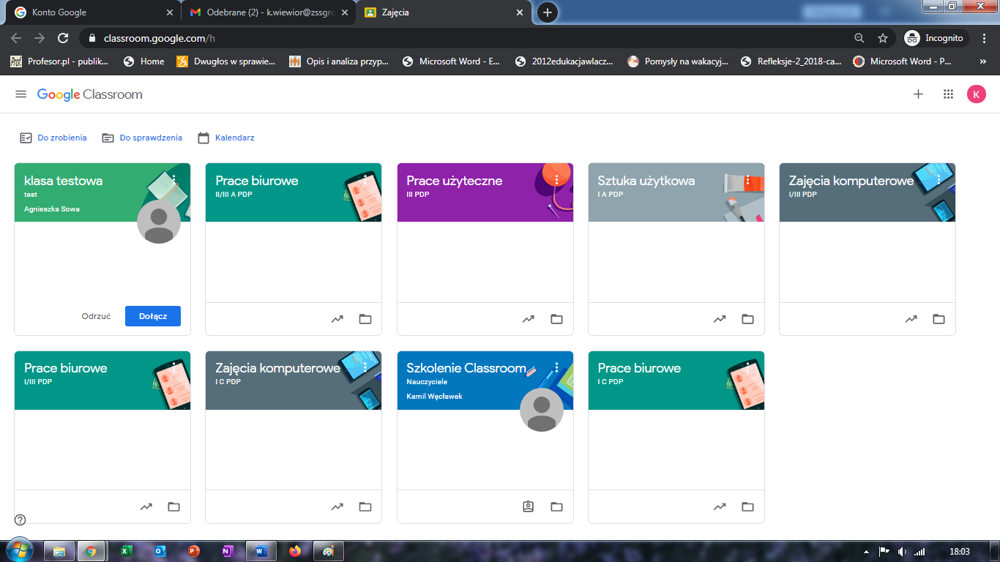 Konto Google
Odebrane (2) - k.wiewior@zssgro
Zajęcia
classroom.google.com/h
Incognito
Profesor.pl - publik...
Home
Dwugłos w sprawie...
Opis i analiza przyp...
Microsoft Word - E...
2012edukacjawlacz...
Pomysły na wakacyj...
Refleksje-2_2018-ca...
Microsoft Word - P...
»
Google Classroom
K
Do zrobienia
Do sprawdzenia
Kalendarz
klasa testowa
test
Agnieszka Sowa
Odrzuć
Dołącz
Prace biurowe
II/III A PDP
Prace użyteczne
III PDP
Sztuka użytkowa
I A PDP
Zajęcia komputerowe
I/III PDP
Prace biurowe
I/III PDP
Zajęcia komputerowe
I C PDP
Szkolenie Classroom
Nauczyciele
Kamil Węcławek
Prace biurowe
I C PDP
18:03